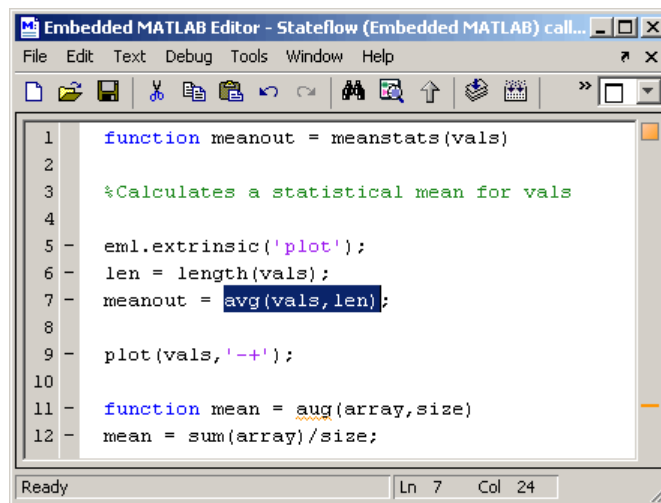 Embedded MATLAB Editor - Stateflow (Embedded MATLAB) call...
File Edit Text Debug Tools Window Help
»
1 function meanout = meanstats(vals)
2
3 %Calculates a statistical mean for vals
4
5 - eml.extrinsic('plot');
6 - len = length(vals);
7 - meanout = avg(vals,len);
8
9 - plot(vals,'-+');
10
11 - function mean = aug(array,size)
12 - mean = sum(array)/size;
Ready Ln 7 Col 24